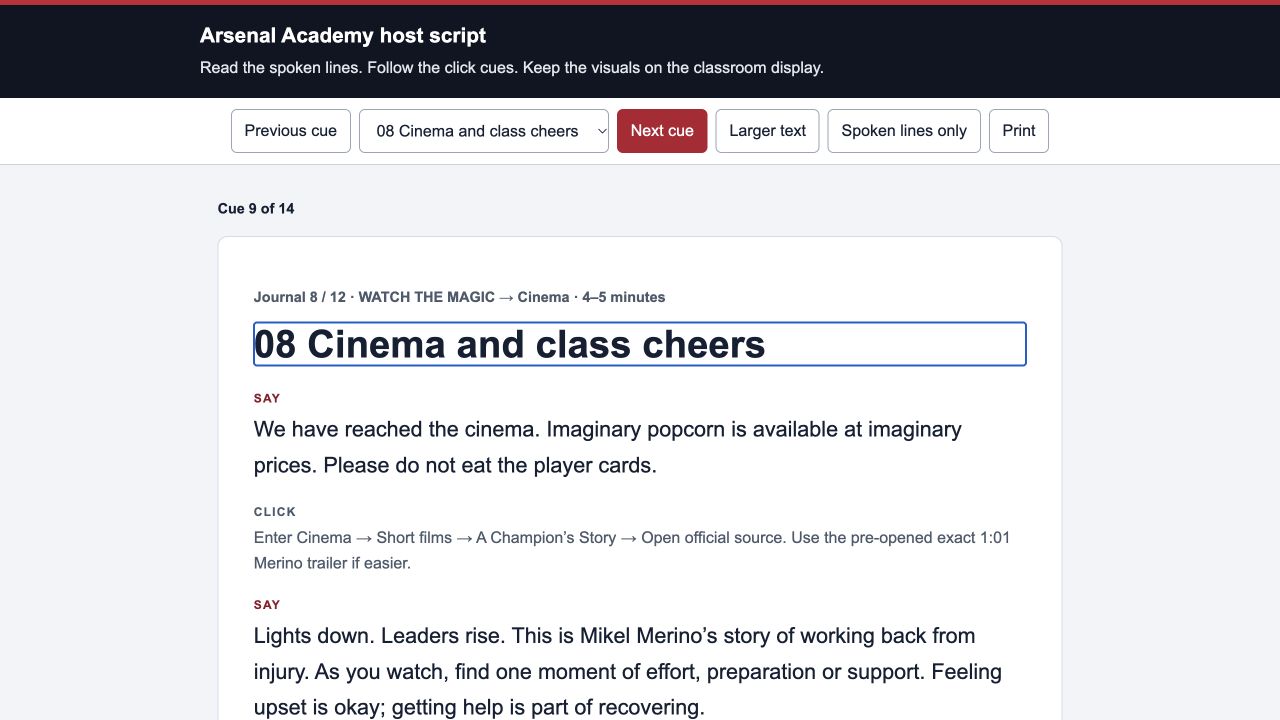 Arsenal Academy host script
Read the spoken lines. Follow the click cues. Keep the visuals on the classroom display.
Previous cue
08 Cinema and class cheers
Next cue
Larger text
Spoken lines only
Print
Cue 9 of 14
Journal 8 / 12 · WATCH THE MAGIC → Cinema · 4–5 minutes
08 Cinema and class cheers
SAY
We have reached the cinema. Imaginary popcorn is available at imaginary
prices. Please do not eat the player cards.
CLICK
Enter Cinema → Short films → A Champion’s Story → Open official source. Use the pre-opened exact 1:01
Merino trailer if easier.
SAY
Lights down. Leaders rise. This is Mikel Merino’s story of working back from
injury. As you watch, find one moment of effort, preparation or support. Feeling
upset is okay; getting help is part of recovering.